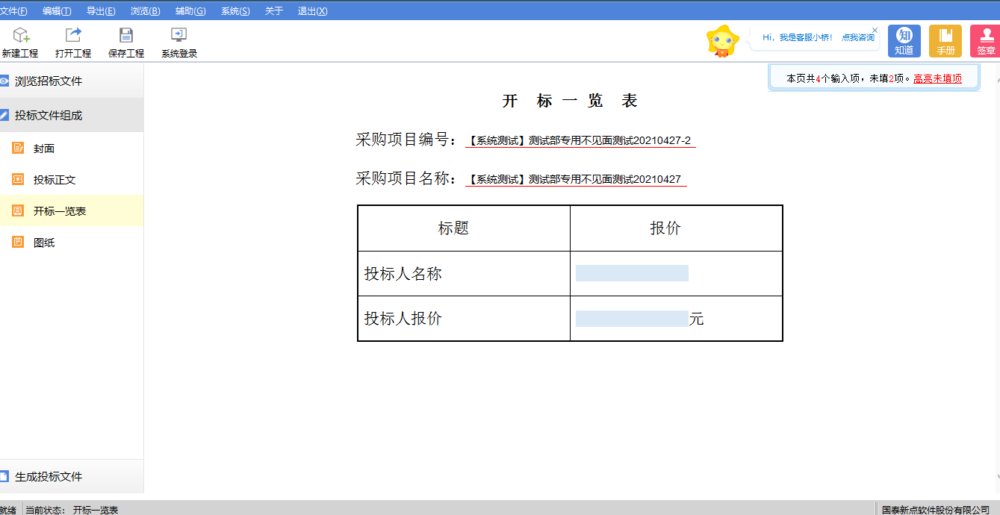 文件(F) 编辑(T) 导出(E) 浏览(B) 辅助(G) 系统(S) 关于 退出(X)
新建工程 打开工程 保存工程 系统登录
Hi，我是客服小桥！ 点我咨询
知
知道 手册 签章
浏览招标文件
投标文件组成
封面
投标正文
开标一览表
图纸
生成投标文件
本页共4个输入项，未填2项。高亮未填项
开 标 一 览 表
采购项目编号：【系统测试】测试部专用不见面测试20210427-2
采购项目名称：【系统测试】测试部专用不见面测试20210427
标题 报价
投标人名称
投标人报价 元
就绪 当前状态： 开标一览表 国泰新点软件股份有限公司